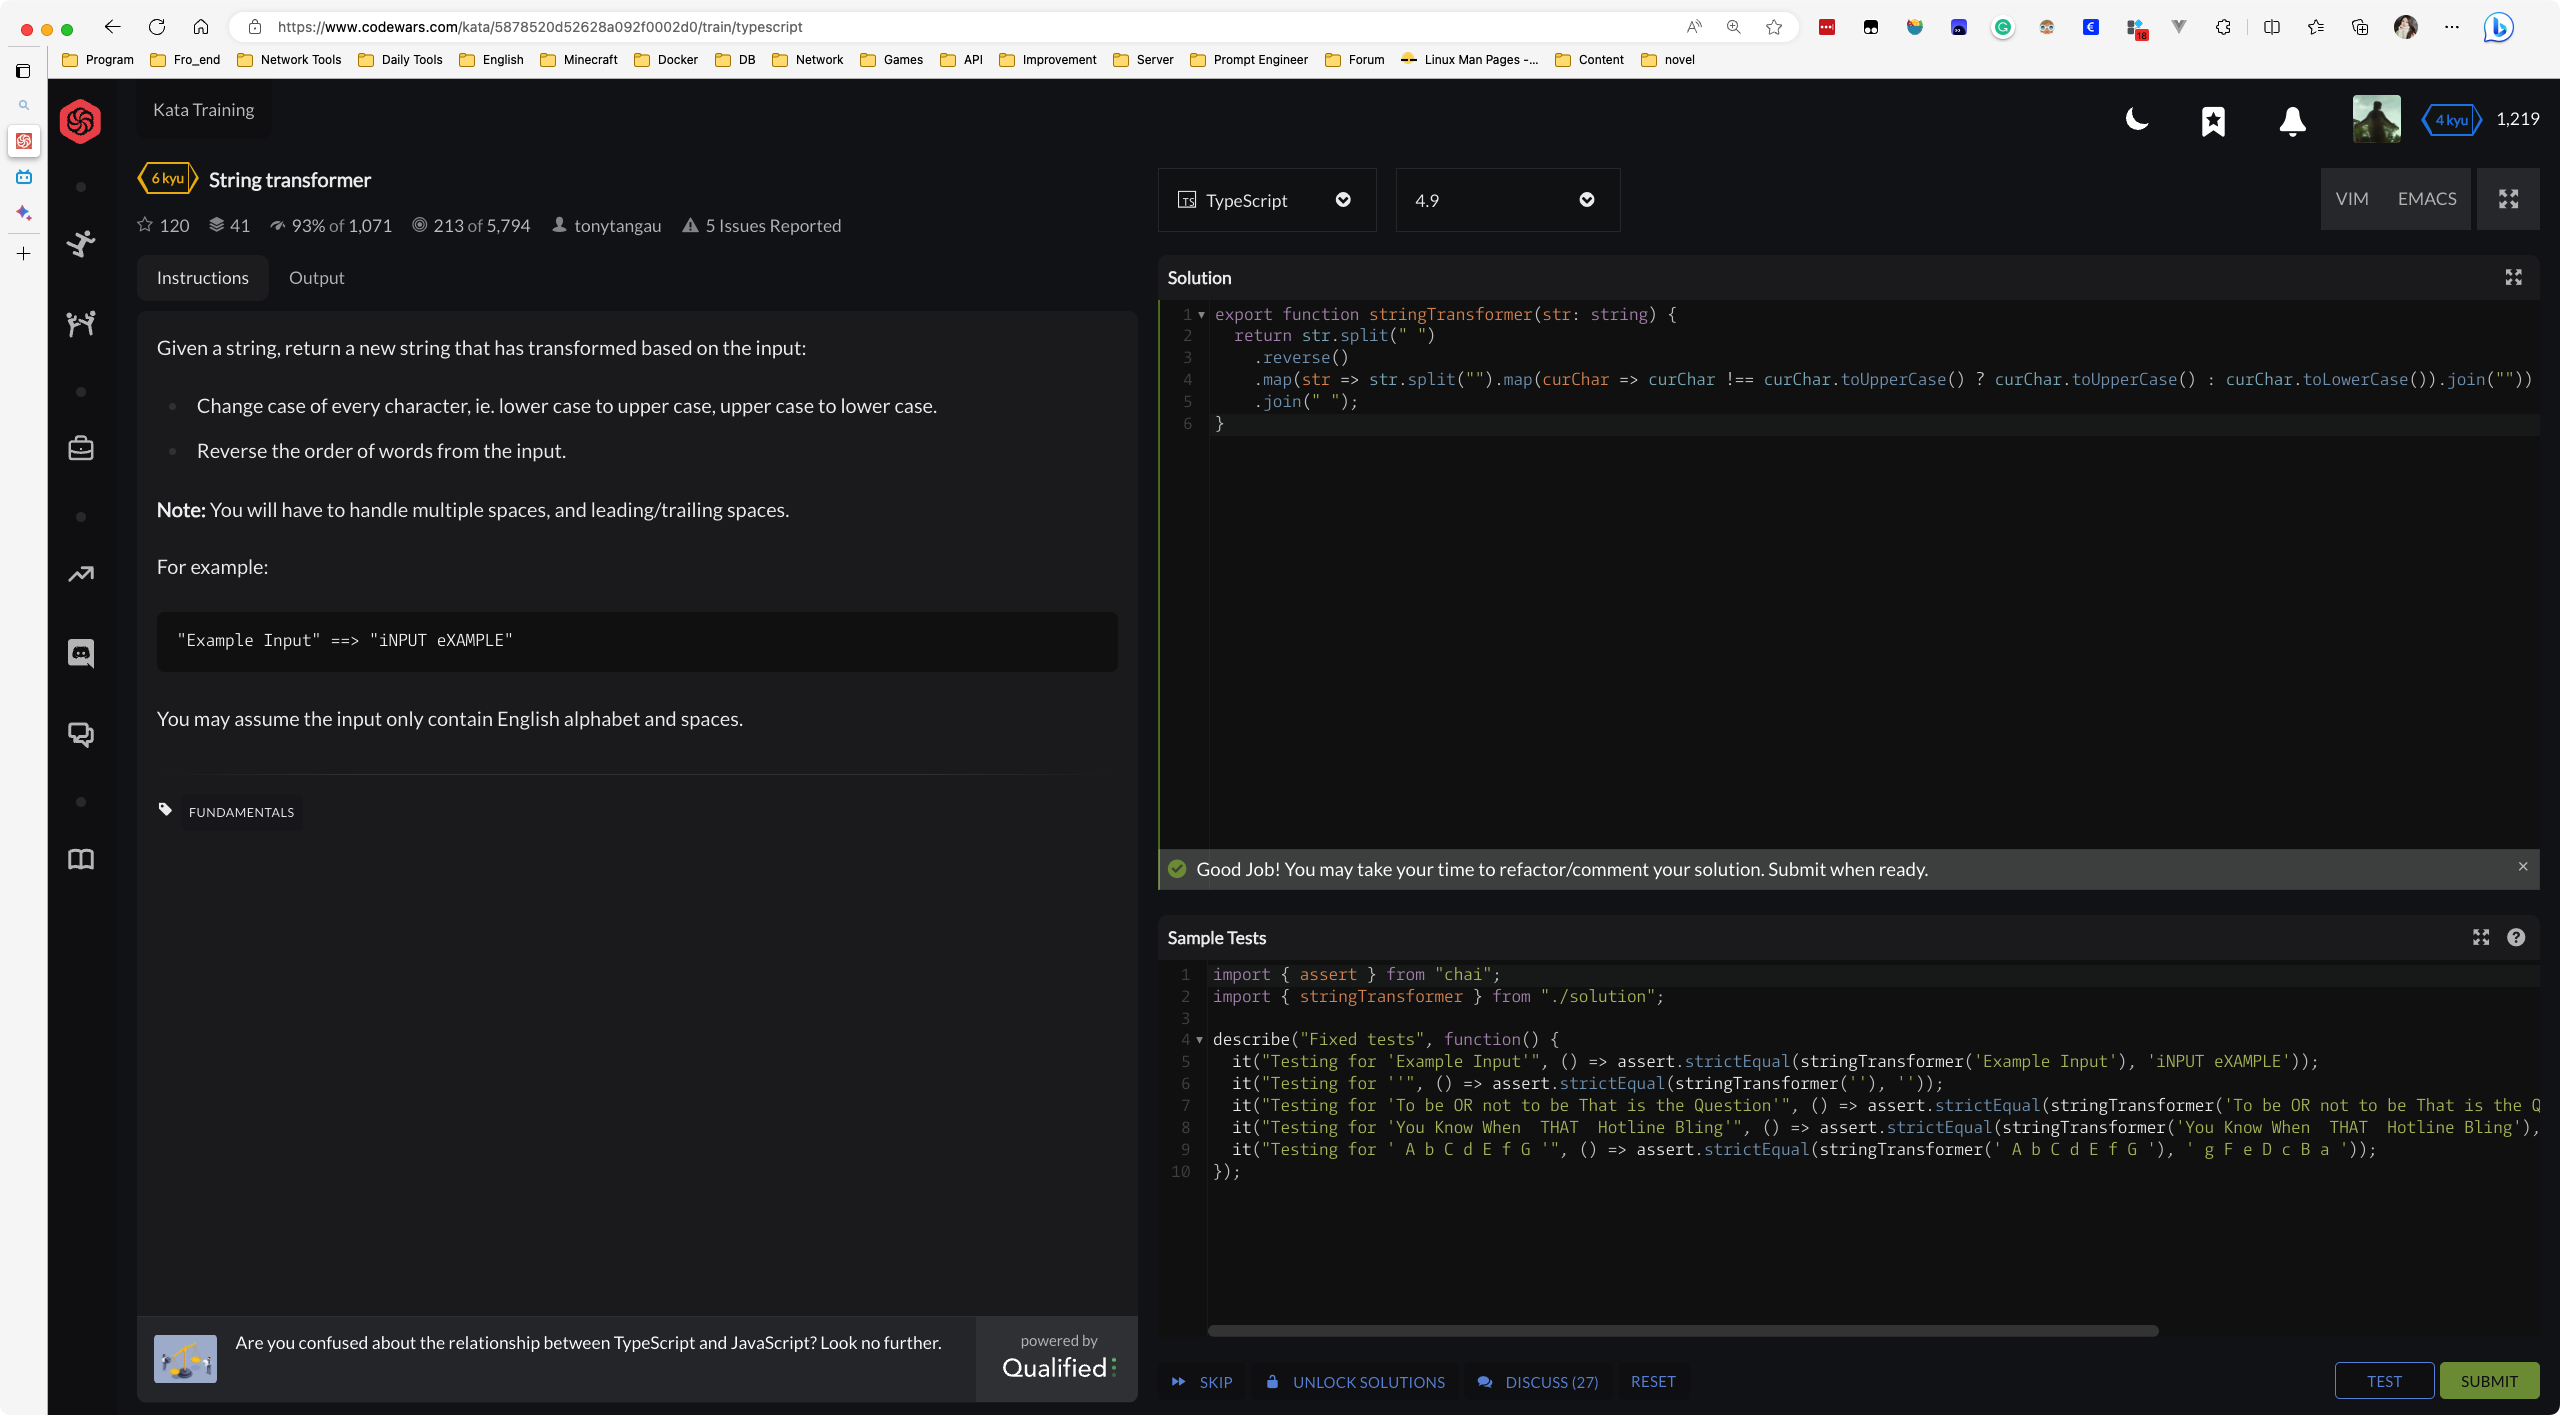 https://www.codewars.com/kata/5878520d52628a092f0002d0/train/typescript
Program Fro_end Network Tools Daily Tools English Minecraft Docker DB Network Games API Improvement Server Prompt Engineer Forum Linux Man Pages -... Content novel
18
Kata Training
4 kyu 1,219
6 kyu String transformer
120 41 93% of 1,071 213 of 5,794 tonytangau 5 Issues Reported
TS TypeScript 4.9 VIM EMACS
Instructions Output
Given a string, return a new string that has transformed based on the input:
Change case of every character, ie. lower case to upper case, upper case to lower case.
Reverse the order of words from the input.
Note: You will have to handle multiple spaces, and leading/trailing spaces.
For example:
"Example Input" ==> "iNPUT eXAMPLE"
You may assume the input only contain English alphabet and spaces.
FUNDAMENTALS
Are you confused about the relationship between TypeScript and JavaScript? Look no further.
powered by
Qualified
Solution
1 export function stringTransformer(str: string) {
2 return str.split(" ")
3 .reverse()
4 .map(str => str.split("").map(curChar => curChar !== curChar.toUpperCase() ? curChar.toUpperCase() : curChar.toLowerCase()).join(""))
5 .join(" ");
6 }
Good Job! You may take your time to refactor/comment your solution. Submit when ready.
Sample Tests
1 import { assert } from "chai";
2 import { stringTransformer } from "./solution";
3
4 describe("Fixed tests", function() {
5 it("Testing for 'Example Input'", () => assert.strictEqual(stringTransformer('Example Input'), 'iNPUT eXAMPLE'));
6 it("Testing for ''", () => assert.strictEqual(stringTransformer(''), ''));
7 it("Testing for 'To be OR not to be That is the Question'", () => assert.strictEqual(stringTransformer('To be OR not to be That is the Q
8 it("Testing for 'You Know When  THAT  Hotline Bling'", () => assert.strictEqual(stringTransformer('You Know When  THAT  Hotline Bling'),
9 it("Testing for ' A b C d E f G '", () => assert.strictEqual(stringTransformer(' A b C d E f G '), ' g F e D c B a '));
10 });
SKIP UNLOCK SOLUTIONS DISCUSS (27) RESET TEST SUBMIT